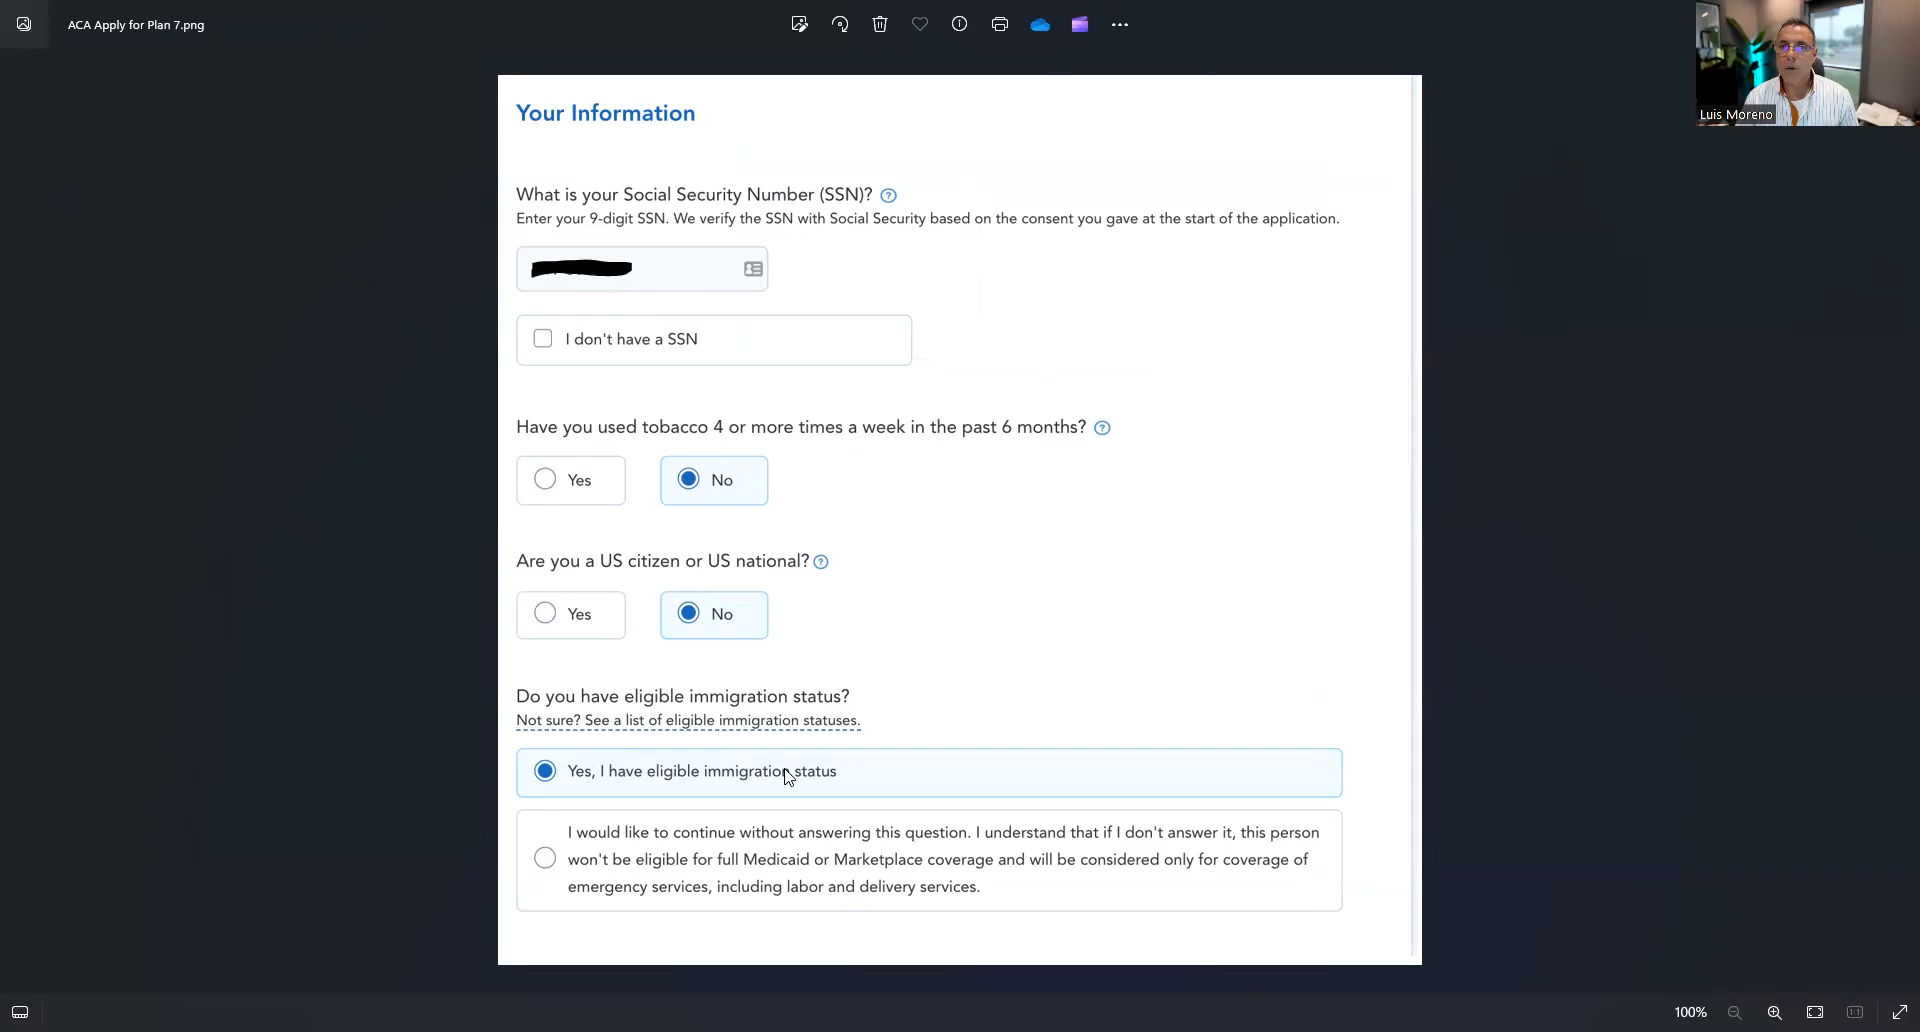 ACA Apply for Plan 7.png
Luis Moreno
Your Information
What is your Social Security Number (SSN)?
Enter your 9-digit SSN. We verify the SSN with Social Security based on the consent you gave at the start of the application.
I don't have a SSN
Have you used tobacco 4 or more times a week in the past 6 months?
Yes
No
Are you a US citizen or US national?
Yes
No
Do you have eligible immigration status?
Not sure? See a list of eligible immigration statuses.
Yes, I have eligible immigration status
I would like to continue without answering this question. I understand that if I don't answer it, this person
won't be eligible for full Medicaid or Marketplace coverage and will be considered only for coverage of
emergency services, including labor and delivery services.
100%
1:1